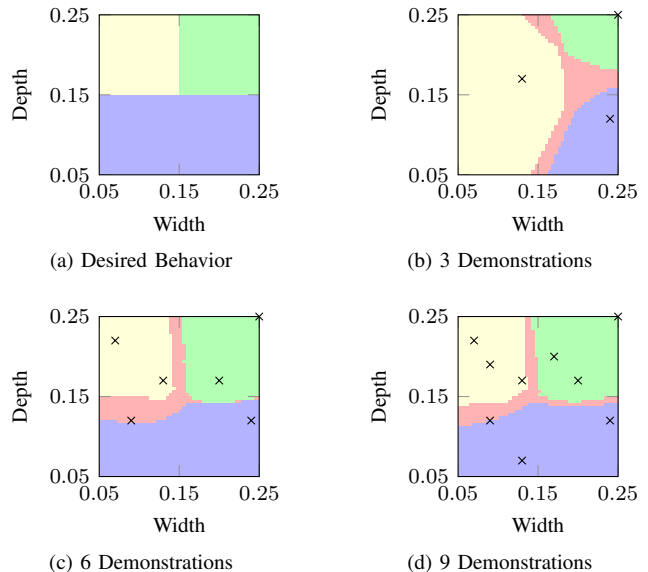 0.25
0.15
0.05
Depth
0.05 0.15 0.25
Width
(a) Desired Behavior
0.25
0.15
0.05
Depth
0.05 0.15 0.25
Width
(b) 3 Demonstrations
0.25
0.15
0.05
Depth
0.05 0.15 0.25
Width
(c) 6 Demonstrations
0.25
0.15
0.05
Depth
0.05 0.15 0.25
Width
(d) 9 Demonstrations